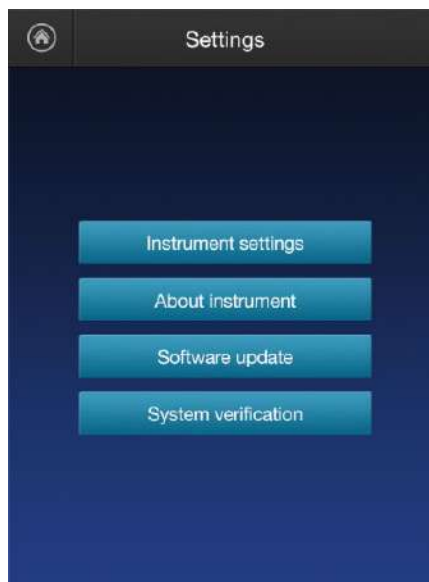 Settings
Instrument settings
About instrument
Software update
System verification